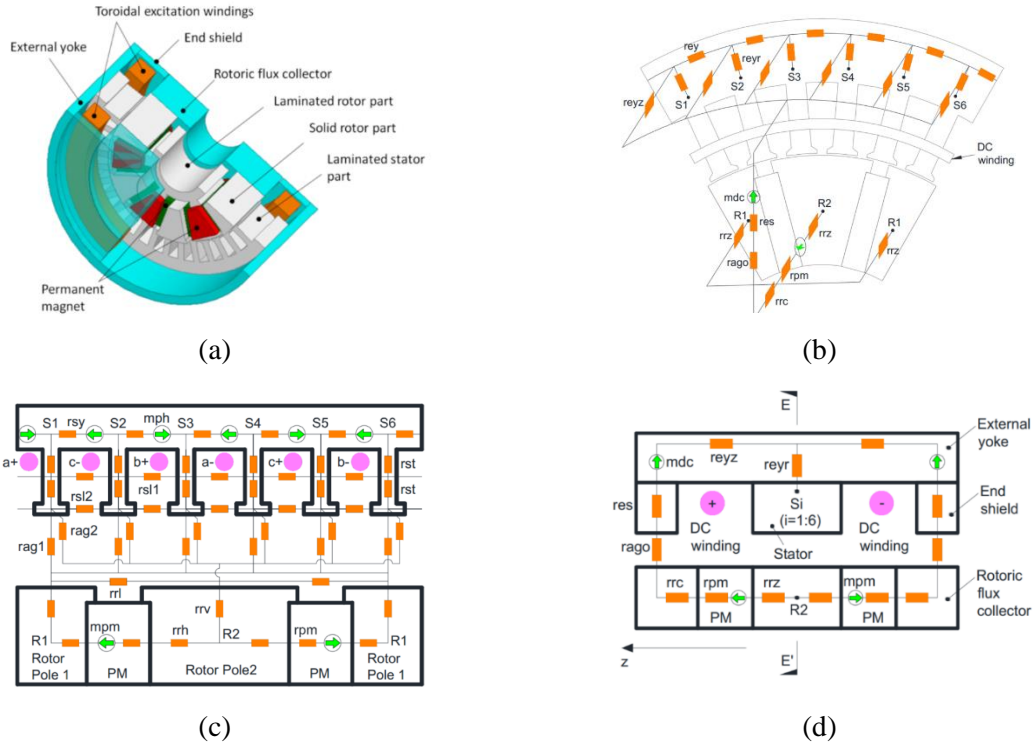 Toroidal excitation windings
External yoke
End shield
Rotoric flux collector
Laminated rotor part
Solid rotor part
Laminated stator
part
Permanent
magnet
(a)
rey
reyr
S1
S2
S3
S4
S5
S6
reyz
DC
winding
mdc
R1
res
R2
R1
rrz
rrz
rrz
rago
rpm
rrc
(b)
S1 rsy S2 mph S3 S4 S5 S6
a+ c- b+ a- c+ b- rst
rsl2 rsl1 rst
rag2
rag1
rrl
rrv
mpm rrh rpm
R1 R2 R1
Rotor
Pole 1
PM
Rotor Pole2
PM
Rotor
Pole 1
(c)
E
External
yoke
reyz
mdc
reyr
res
+
Si
-
End
shield
(i=1:6)
DC
winding
DC
winding
rago
Stator
rrc rpm rrz mpm
Rotoric
flux
collector
PM
R2
PM
z
E'
(d)